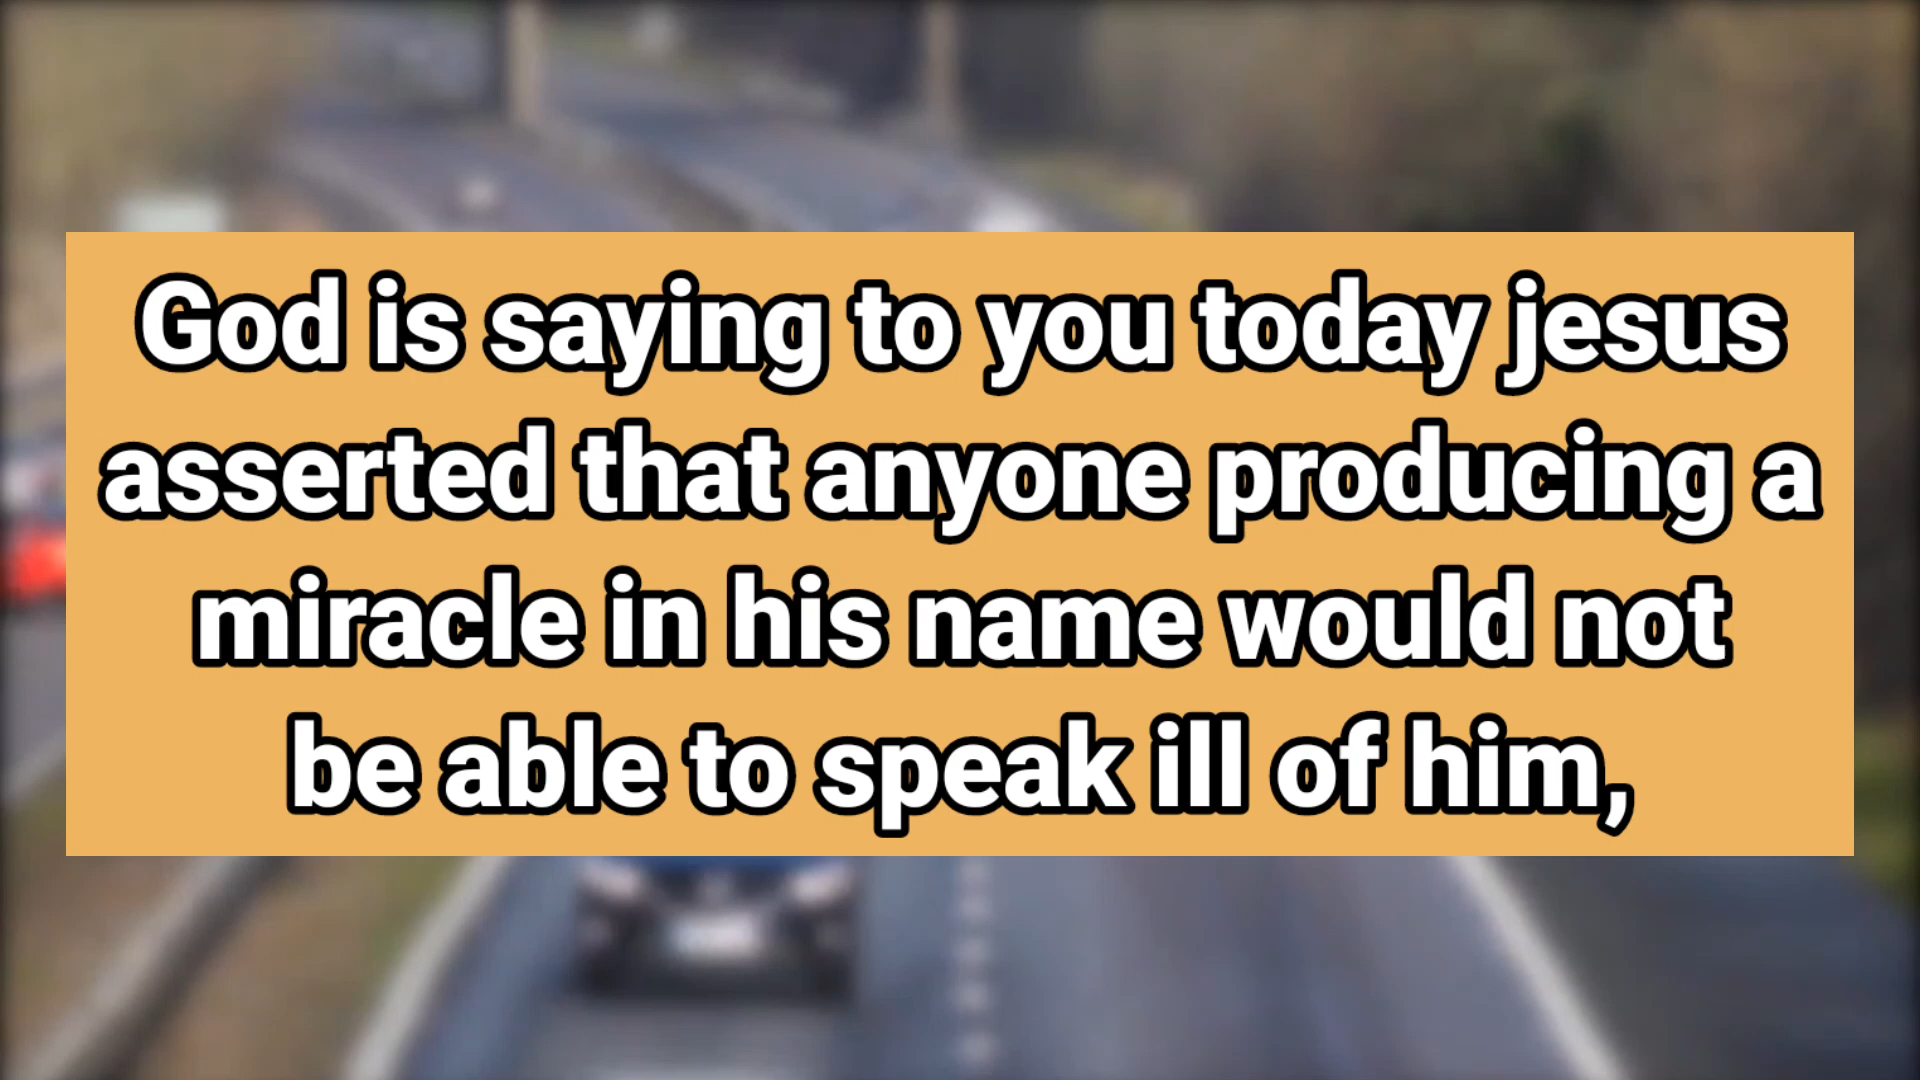 God is saying to you today jesus
asserted that anyone producing a
miracle in his name would not
be able to speak ill of him,